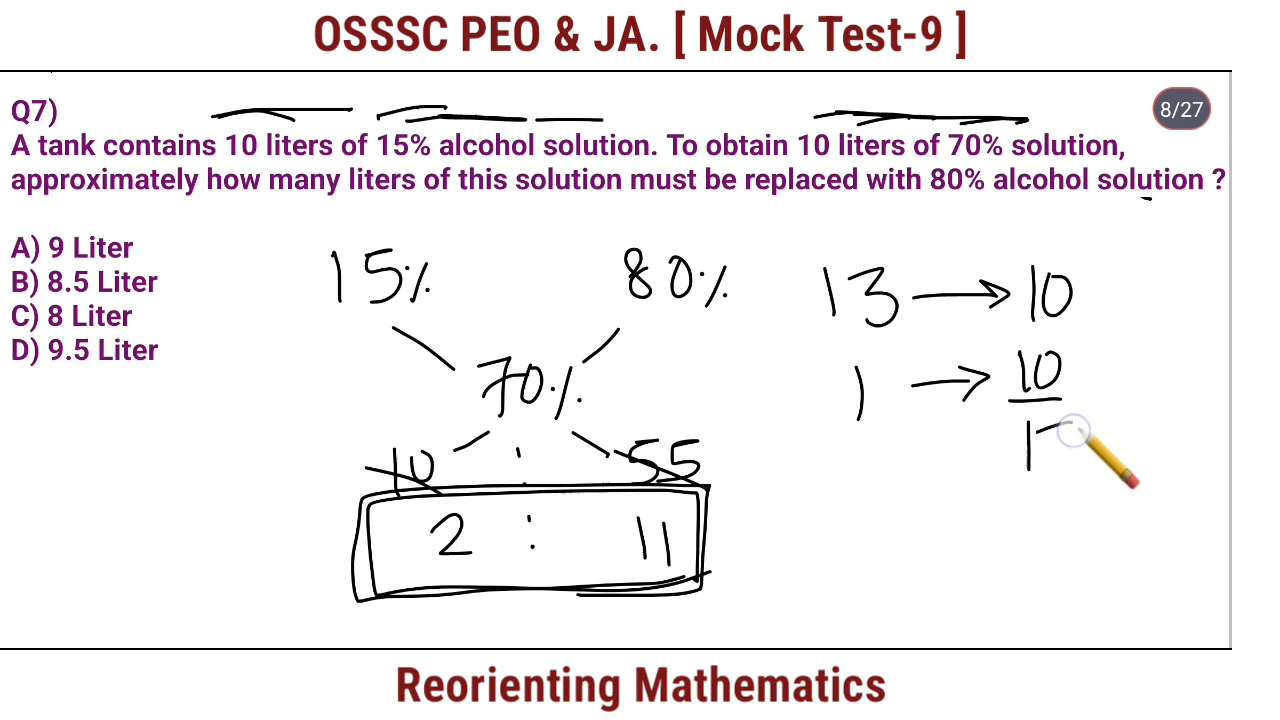 OSSSC PEO & JA. [ Mock Test-9 ]
Q7)
8/27
A tank contains 10 liters of 15% alcohol solution. To obtain 10 liters of 70% solution,
approximately how many liters of this solution must be replaced with 80% alcohol solution ?
A) 9 Liter
B) 8.5 Liter
C) 8 Liter
D) 9.5 Liter
15% 80%
70%
10 : 55
2 : 11
13 → 10
1 → 10
1
Reorienting Mathematics